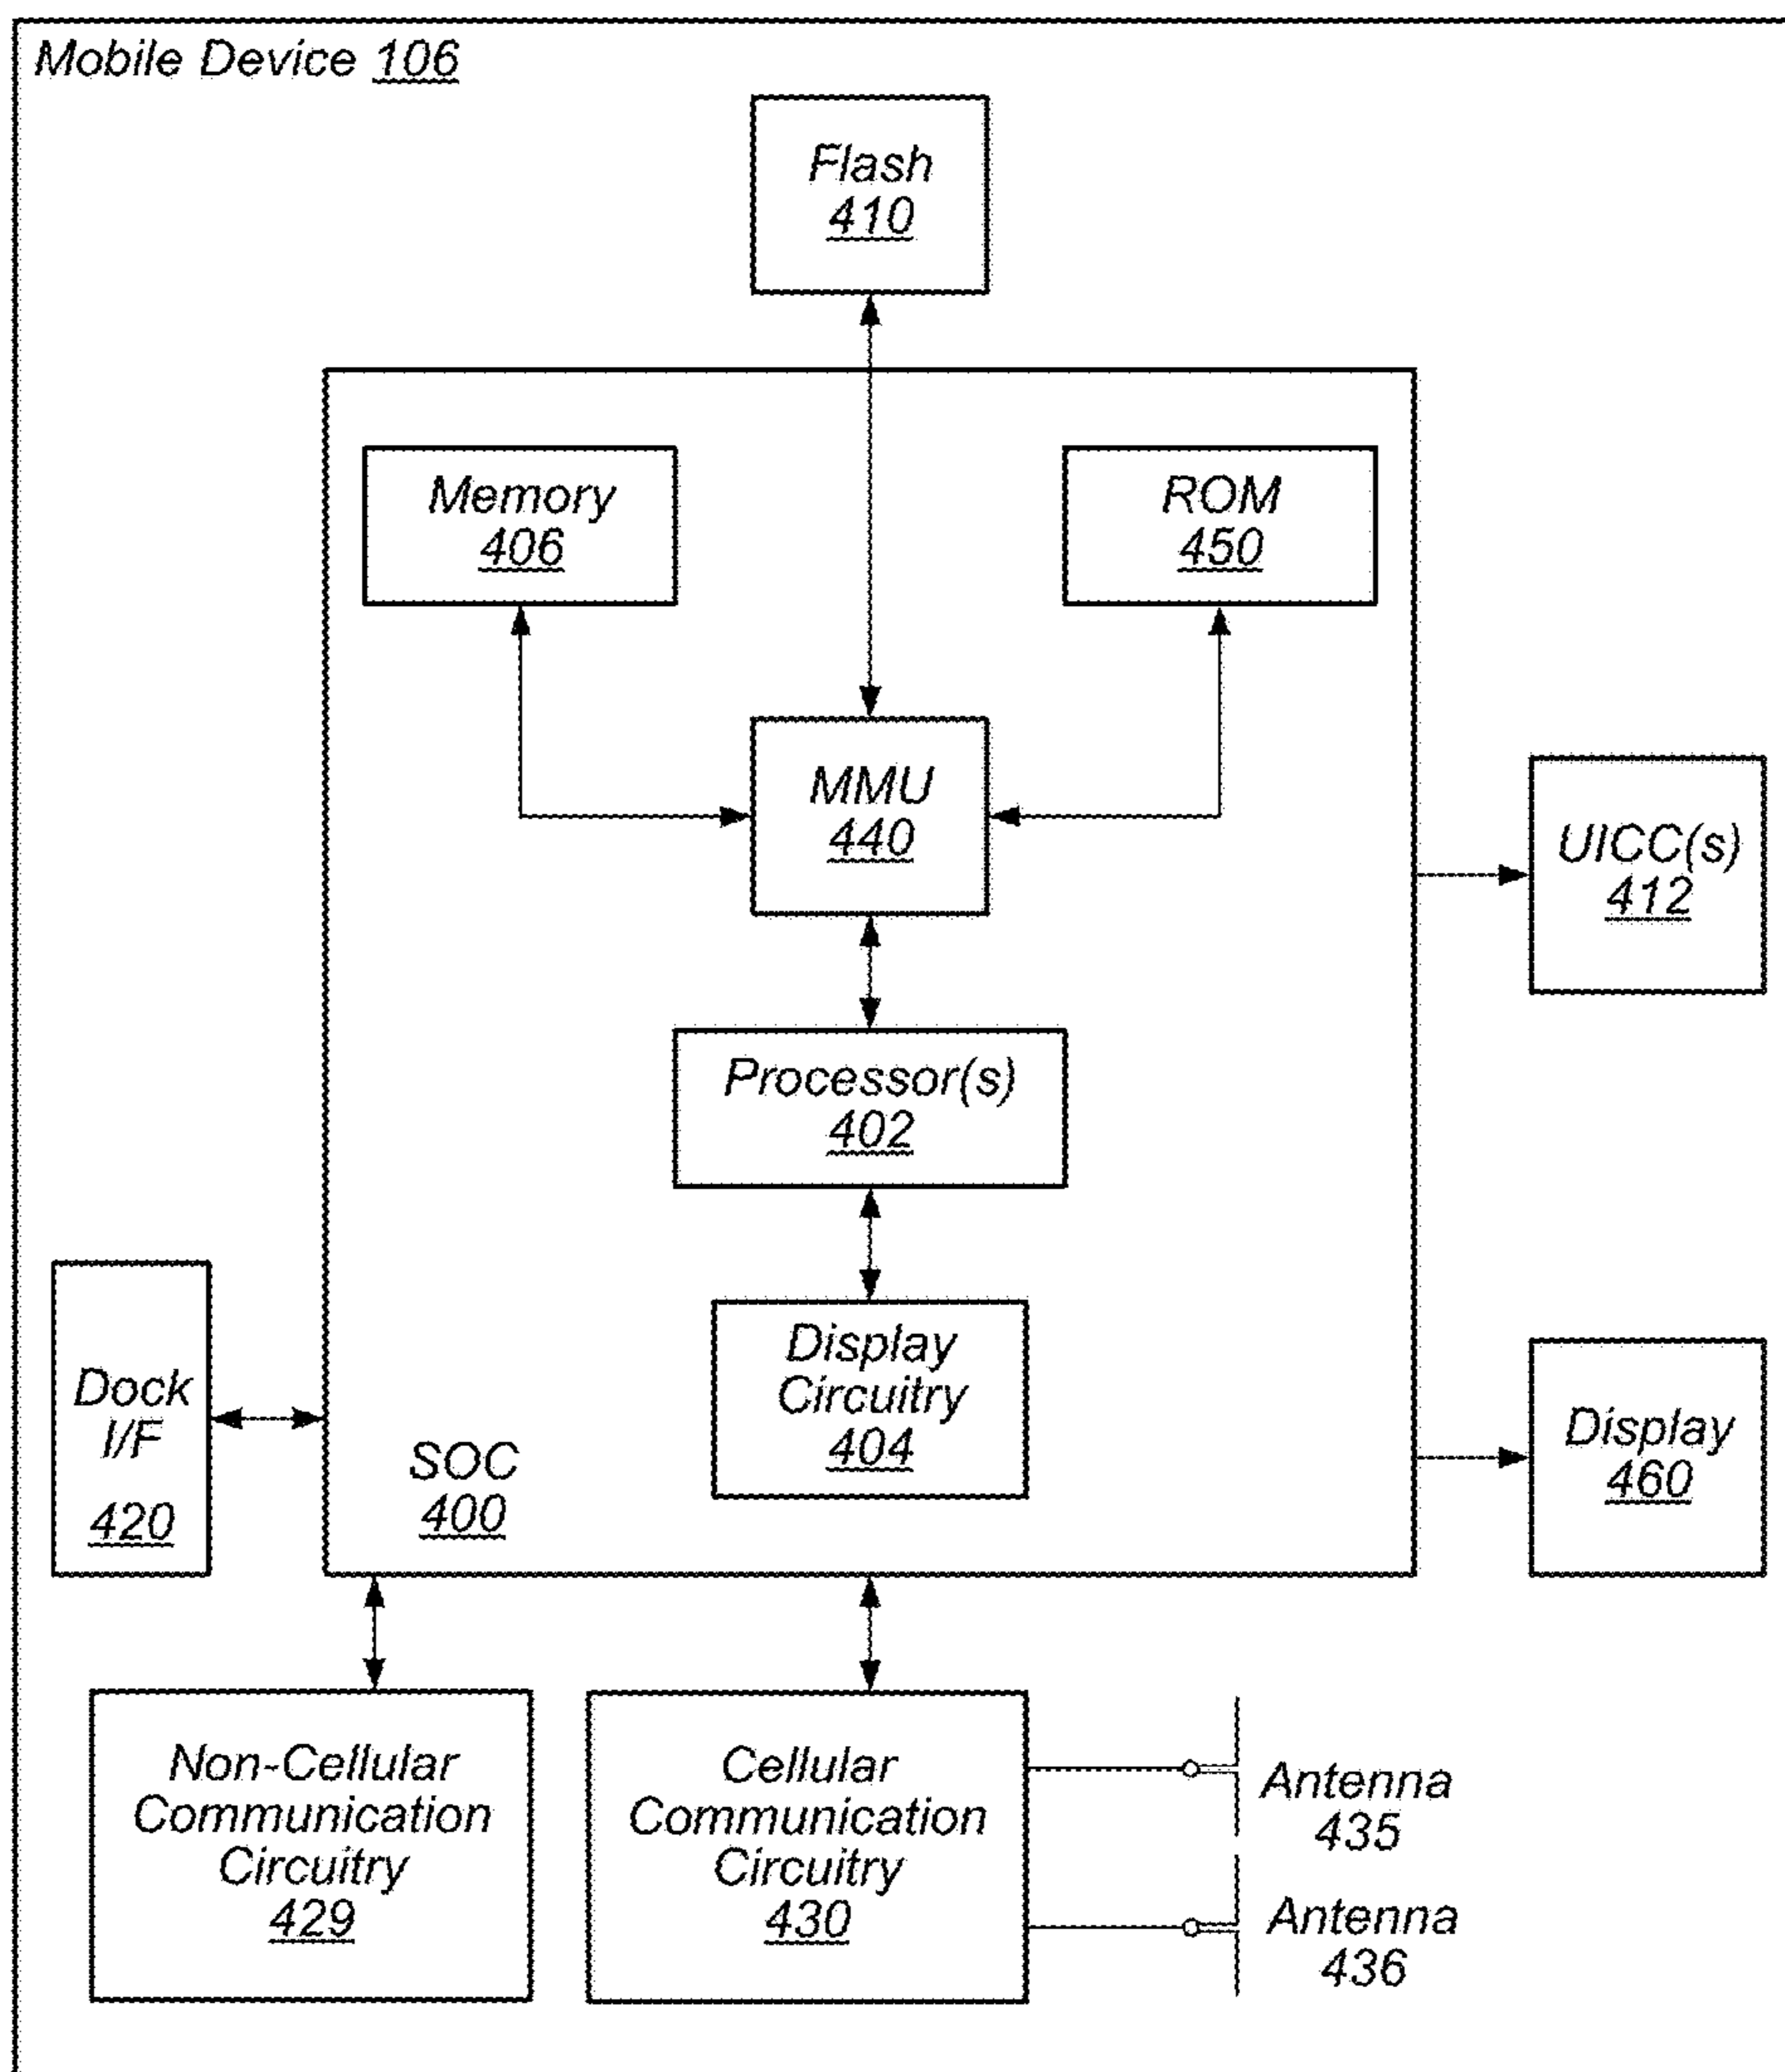 Mobile Device 106
Flash
410
Memory
406
ROM
450
MMU
440
UICC(s)
412
Processor(s)
402
Display
Circuitry
404
Dock
I/F
420
SOC
400
Display
460
Non-Cellular
Communication
Circuitry
429
Cellular
Communication
Circuitry
430
Antenna
435
Antenna
436